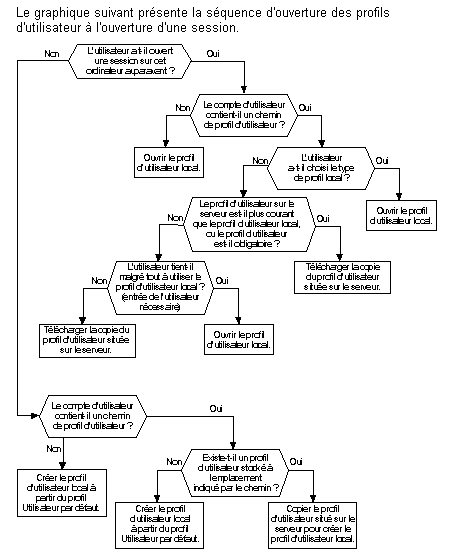 Le graphique suivant présente la séquence d'ouverture des profils
d'utilisateur à l'ouverture d'une session.
Non
L'utilisateur a-t-il ouvert
une session sur cet
ordinateur auparavant ?
Oui
Non
Le compte d'utilisateur
contient-il un chemin
de profil d'utilisateur ?
Oui
Ouvrir le profil
d'utilisateur local.
Non
L'utilisateur
a-t-il choisi le type
de profil local ?
Oui
Ouvrir le profil
d'utilisateur local.
Non
Le profil d'utilisateur sur le
serveur est-il plus courant
que le profil d'utilisateur local,
ou le profil d'utilisateur
est-il obligatoire ?
Oui
Télécharger la copie
du profil d'utilisateur
située sur le serveur.
Non
L'utilisateur tient-il
malgré tout à utiliser le
profil d'utilisateur local ?
(entrée de l'utilisateur
nécessaire)
Oui
Télécharger la copie du
profil d'utilisateur située
sur le serveur.
Ouvrir le profil
d'utilisateur local.
Le compte d'utilisateur
contient-il un chemin
de profil d'utilisateur ?
Oui
Non
Créer le profil
d'utilisateur local à
partir du profil
Utilisateur par défaut.
Non
Existe-t-il un profil
d'utilisateur stocké à
l'emplacement
indiqué par le chemin ?
Oui
Créer le profil
d'utilisateur local
à partir du profil
Utilisateur par défaut.
Copier le profil
d'utilisateur situé sur le
serveur pour créer le
profil d'utilisateur local.